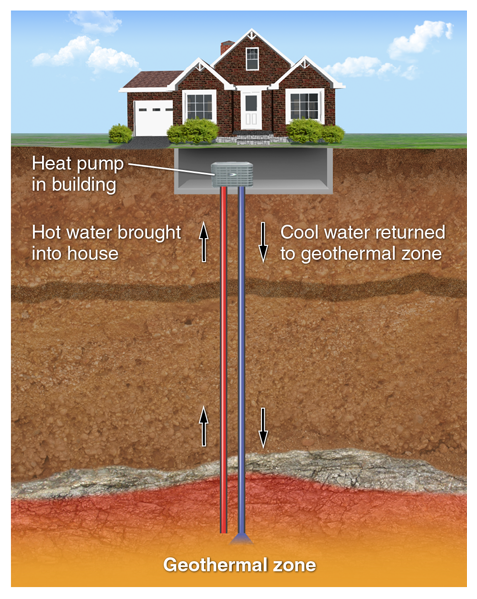 Heat pump
in building
Hot water brought
into house
Cool water returned
to geothermal zone
Geothermal zone